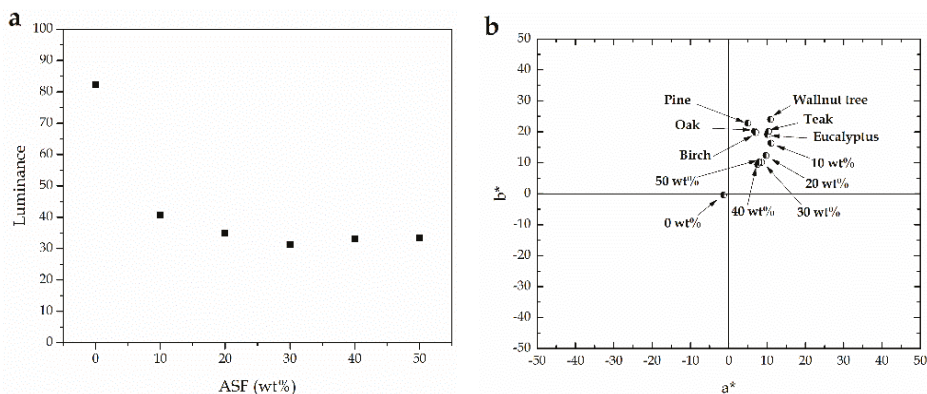 a
100
90
80
70
60
50
40
30
20
10
0
Luminance
0 10 20 30 40 50
ASF (wt%)
b
50
40
30
20
10
0
-10
-20
-30
-40
-50
b*
Pine
Wallnut tree
Oak
Teak
Birch
Eucalyptus
50 wt%
10 wt%
20 wt%
40 wt%
30 wt%
0 wt%
-50 -40 -30 -20 -10 0 10 20 30 40 50
a*